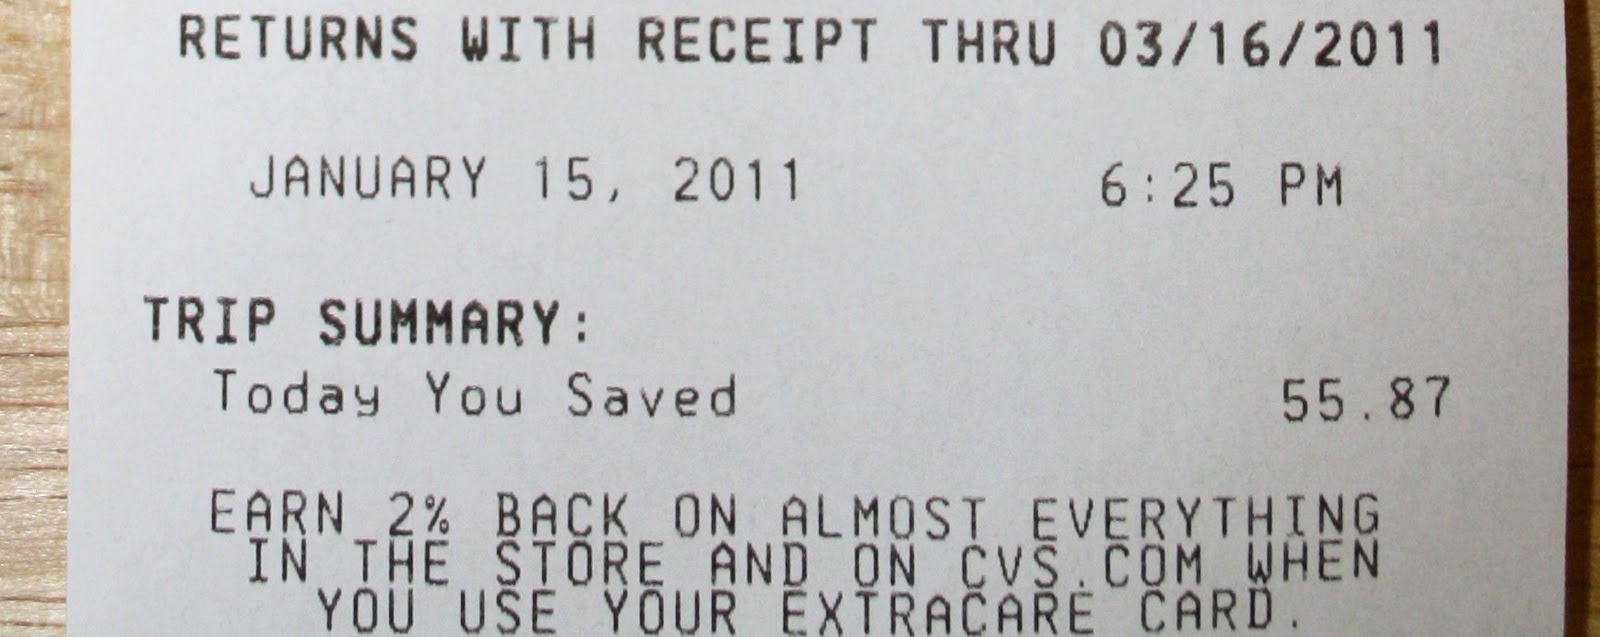 RETURNS WITH RECEIPT THRU 03/16/2011
JANUARY 15, 2011 6:25 PM
TRIP SUMMARY:
Today You Saved 55.87
EARN 2% BACK ON ALMOST EVERYTHING
IN THE STORE AND ON CVS.COM WHEN
YOU USE YOUR EXTRACARE CARD.